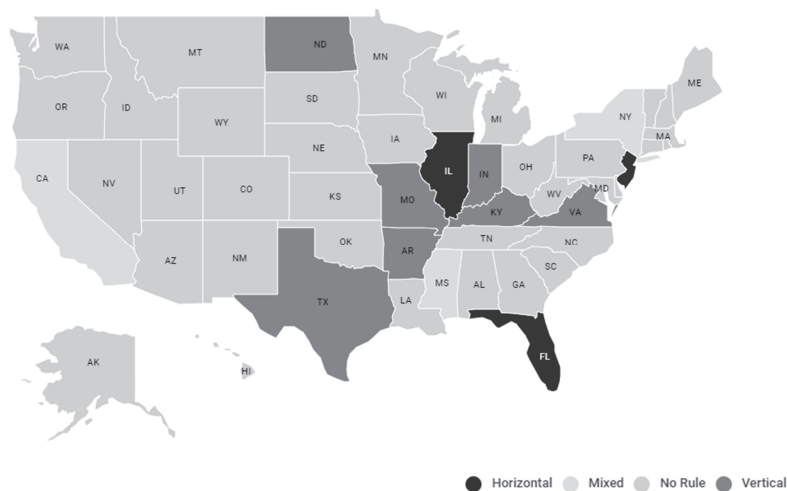 ND
WA
MT
MN
ME
WI
SD
OR
ID
MI
NY
WY
MA
IA
NE
PA
OH
IL
IN
CA
NV
UT
CO
MD
WV
KS
MO
KY
VA
TN
NC
OK
AR
AZ
NM
SC
MS
AL
GA
LA
TX
FL
AK
HI
Horizontal Mixed No Rule Vertical